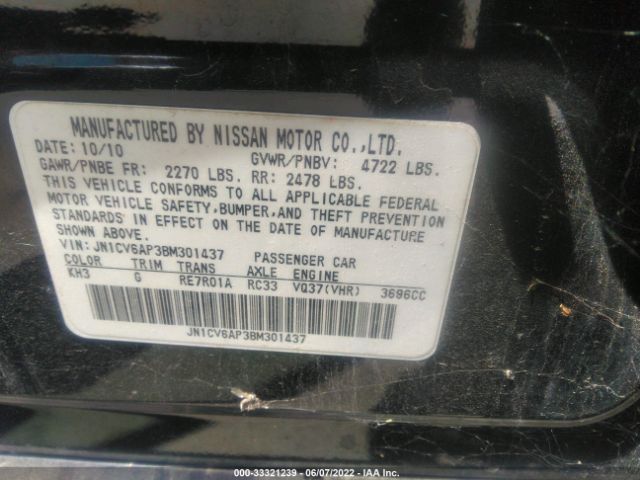 MANUFACTURED BY NISSAN MOTOR CO.,LTD.
DATE: 10/10 GVWR/PNBV: 4722 LBS.
GAWR/PNBE FR: 2270 LBS. RR: 2478 LBS.
THIS VEHICLE CONFORMS TO ALL APPLICABLE FEDERAL
MOTOR VEHICLE SAFETY, BUMPER, AND THEFT PREVENTION
STANDARDS IN EFFECT ON THE DATE OF MANUFACTURE
SHOWN ABOVE.
VIN: JN1CV6AP3BM301437 PASSENGER CAR
COLOR TRIM TRANS AXLE ENGINE
KH3 G RE7R01A RC33 VQ37(VHR) 3696CC
JN1CV6AP3BM301437
000-33321239 - 06/07/2022 - IAA Inc.